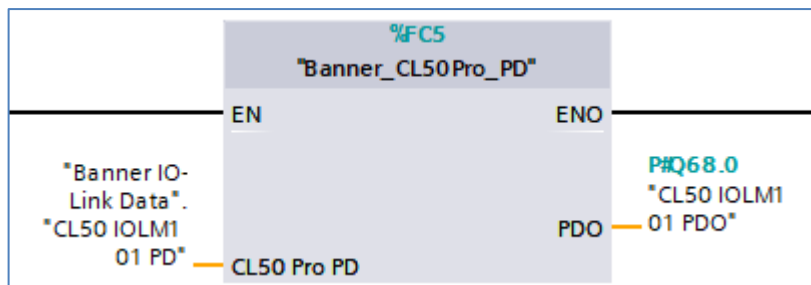 %FC5
"Banner_CL50Pro_PD"
EN
ENO
"Banner IO-
Link Data".
"CL50 IOLM1
01 PD"
CL50 Pro PD
P#Q68.0
"CL50 IOLM1
01 PDO"
PDO